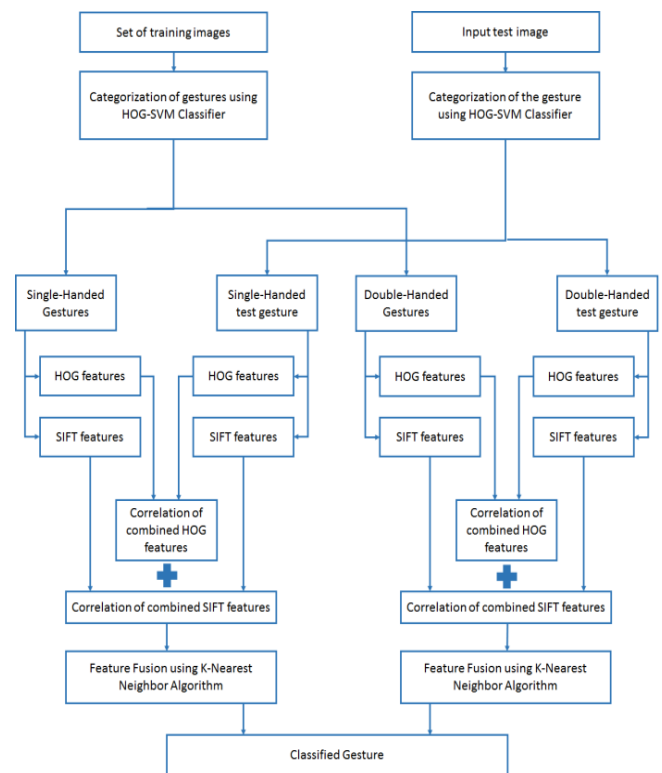 Set of training images
Input test image
Categorization of gestures using
HOG-SVM Classifier
Categorization of the gesture
using HOG-SVM Classifier
Single-Handed
Gestures
Single-Handed
test gesture
Double-Handed
Gestures
Double-Handed
test gesture
HOG features
HOG features
HOG features
HOG features
SIFT features
SIFT features
SIFT features
SIFT features
Correlation of
combined HOG
features
Correlation of
combined HOG
features
Correlation of combined SIFT features
Correlation of combined SIFT features
Feature Fusion using K-Nearest
Neighbor Algorithm
Feature Fusion using K-Nearest
Neighbor Algorithm
Classified Gesture